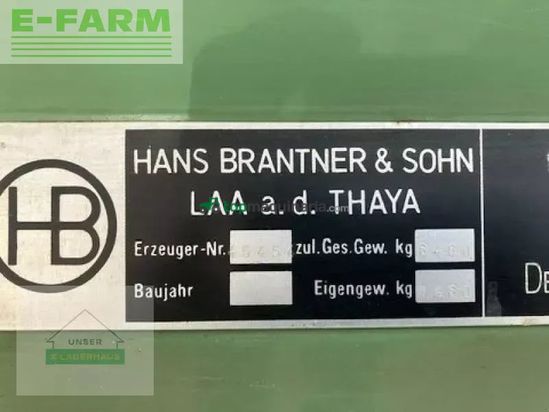 E-FARM
HB
HANS BRANTNER & SOHN
LAA a.d. THAYA
Erzeuger-Nr. zul.Ges.Gew. kg
Baujahr Eigengew. kg
UNSER
LAGERHAUS